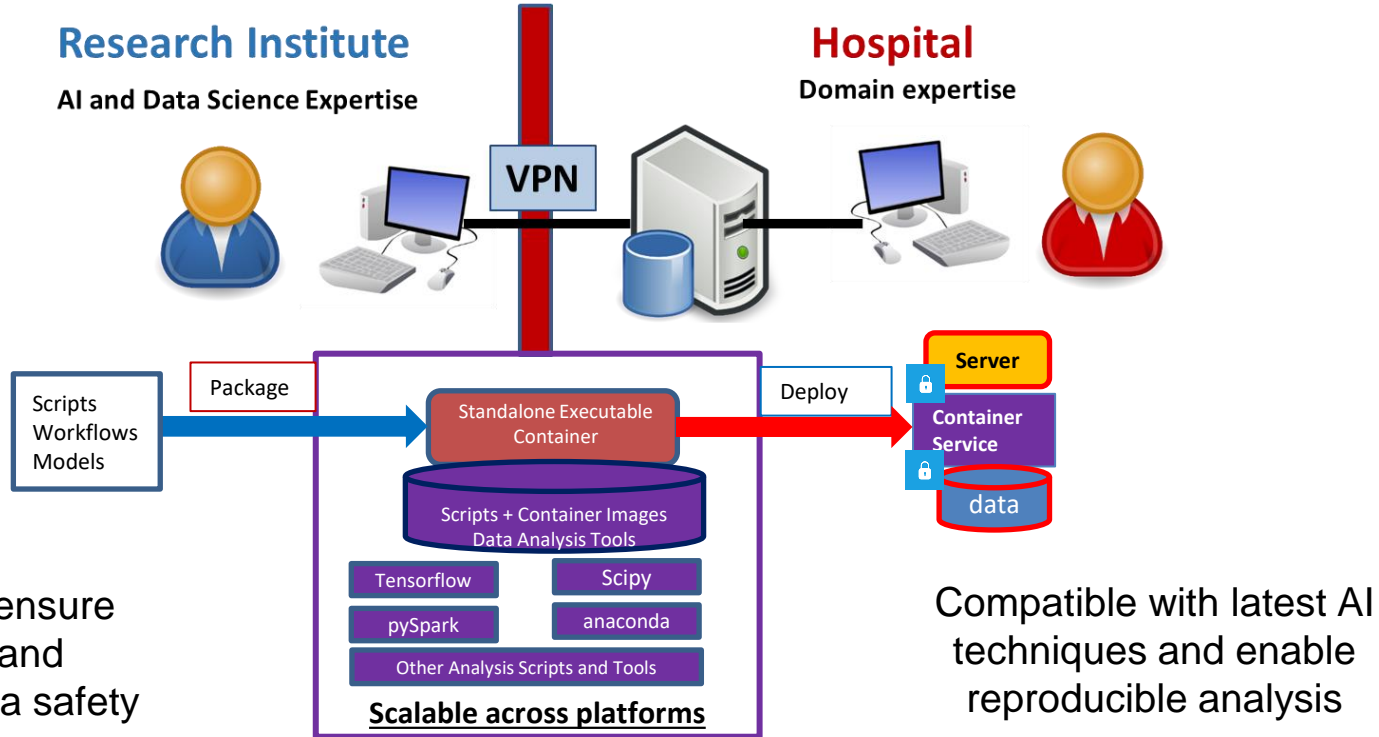 Research Institute
AI and Data Science Expertise
Hospital
Domain expertise
VPN
Scripts
Workflows
Models
Package
Standalone Executable
Container
Deploy
Server
Container
Service
data
Scripts + Container Images
Data Analysis Tools
Tensorflow
Scipy
pySpark
anaconda
Other Analysis Scripts and Tools
Scalable across platforms
ensure
and
a safety
Compatible with latest AI
techniques and enable
reproducible analysis